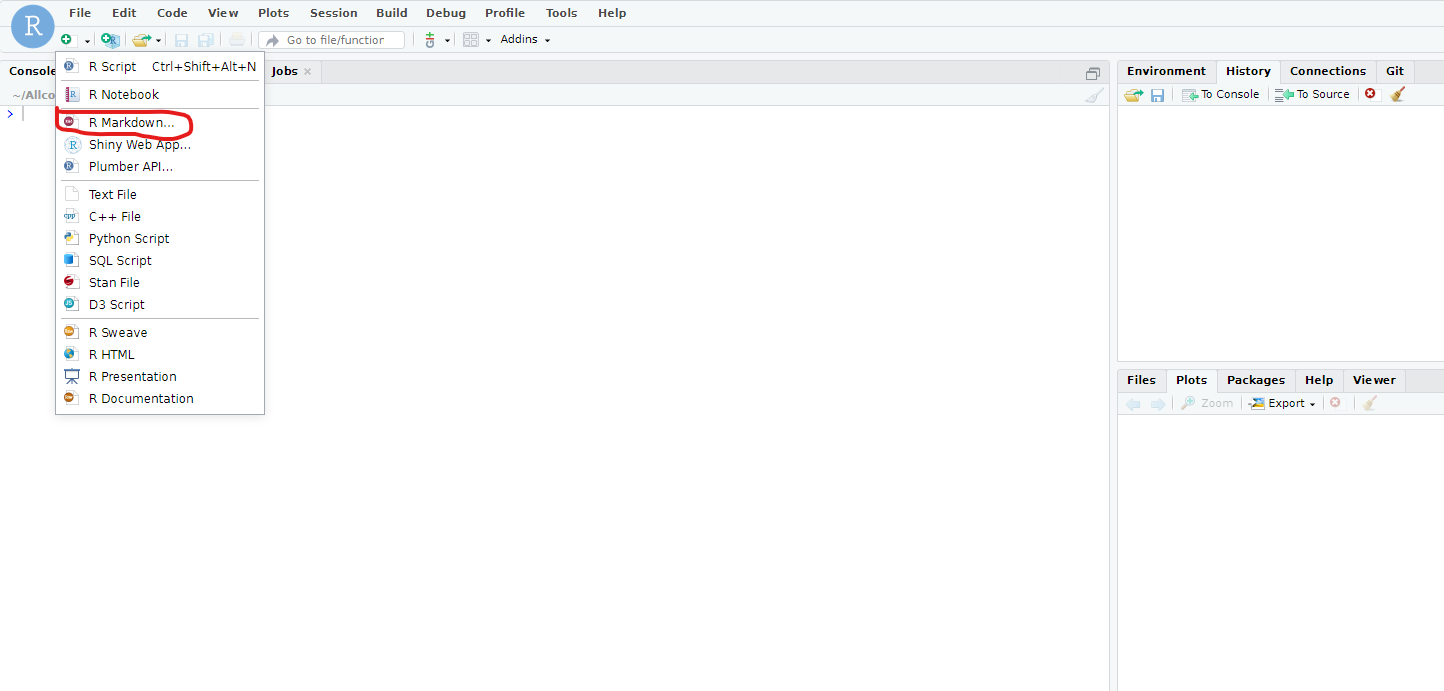 R
File Edit Code View Plots Session Build Debug Profile Tools Help
Go to file/function Addins
Console Jobs
~/Allco
>
R Script Ctrl+Shift+Alt+N
R Notebook
R Markdown...
Shiny Web App...
Plumber API...
Text File
C++ File
Python Script
SQL Script
Stan File
D3 Script
R Sweave
R HTML
R Presentation
R Documentation
Environment History Connections Git
To Console To Source
Files Plots Packages Help Viewer
Zoom Export